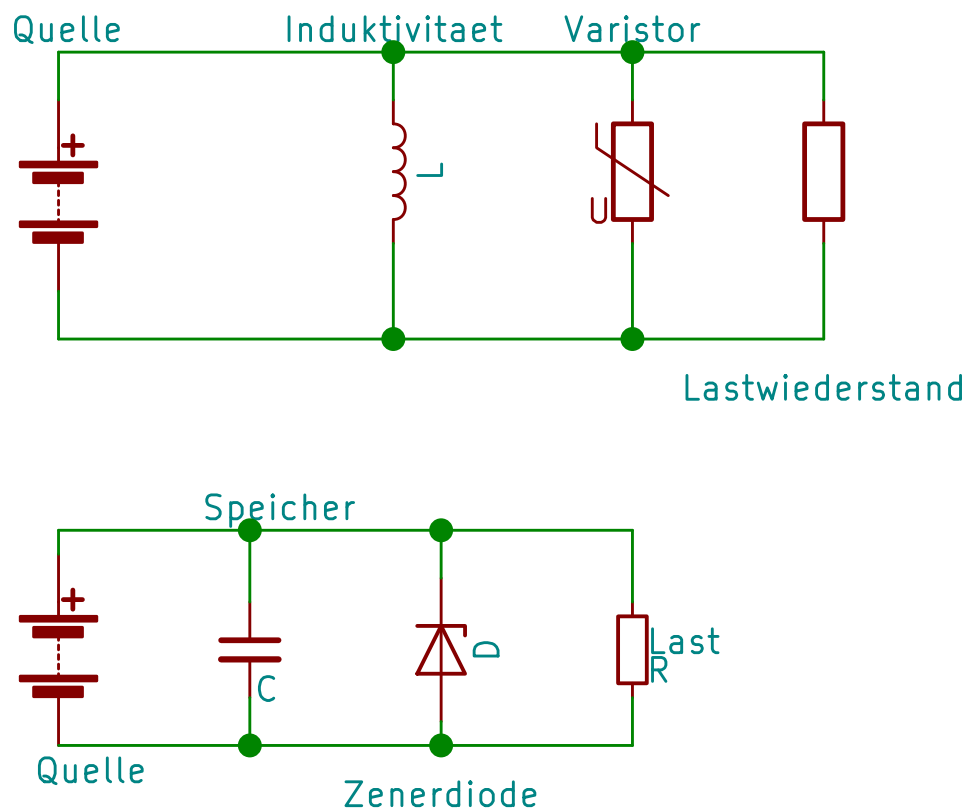 Quelle
Induktivitaet
Varistor
+
L
U
Lastwiederstand
Speicher
+
D
Last
R
C
Quelle
Zenerdiode